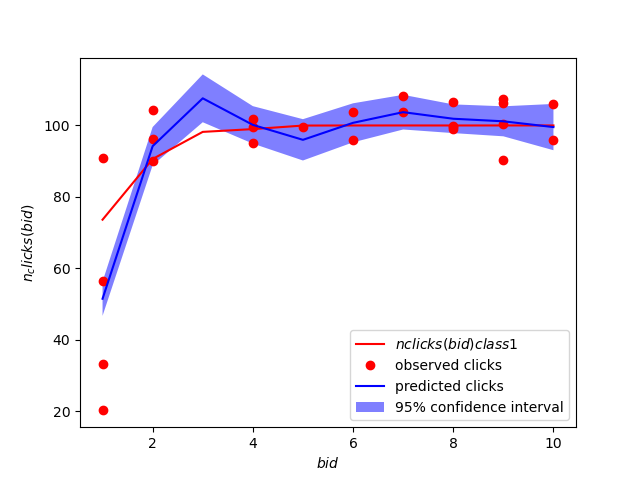 100
80
60
40
20
n_clicks(bid)
2
4
6
8
10
bid
nclicks(bid)class1
observed clicks
predicted clicks
95% confidence interval